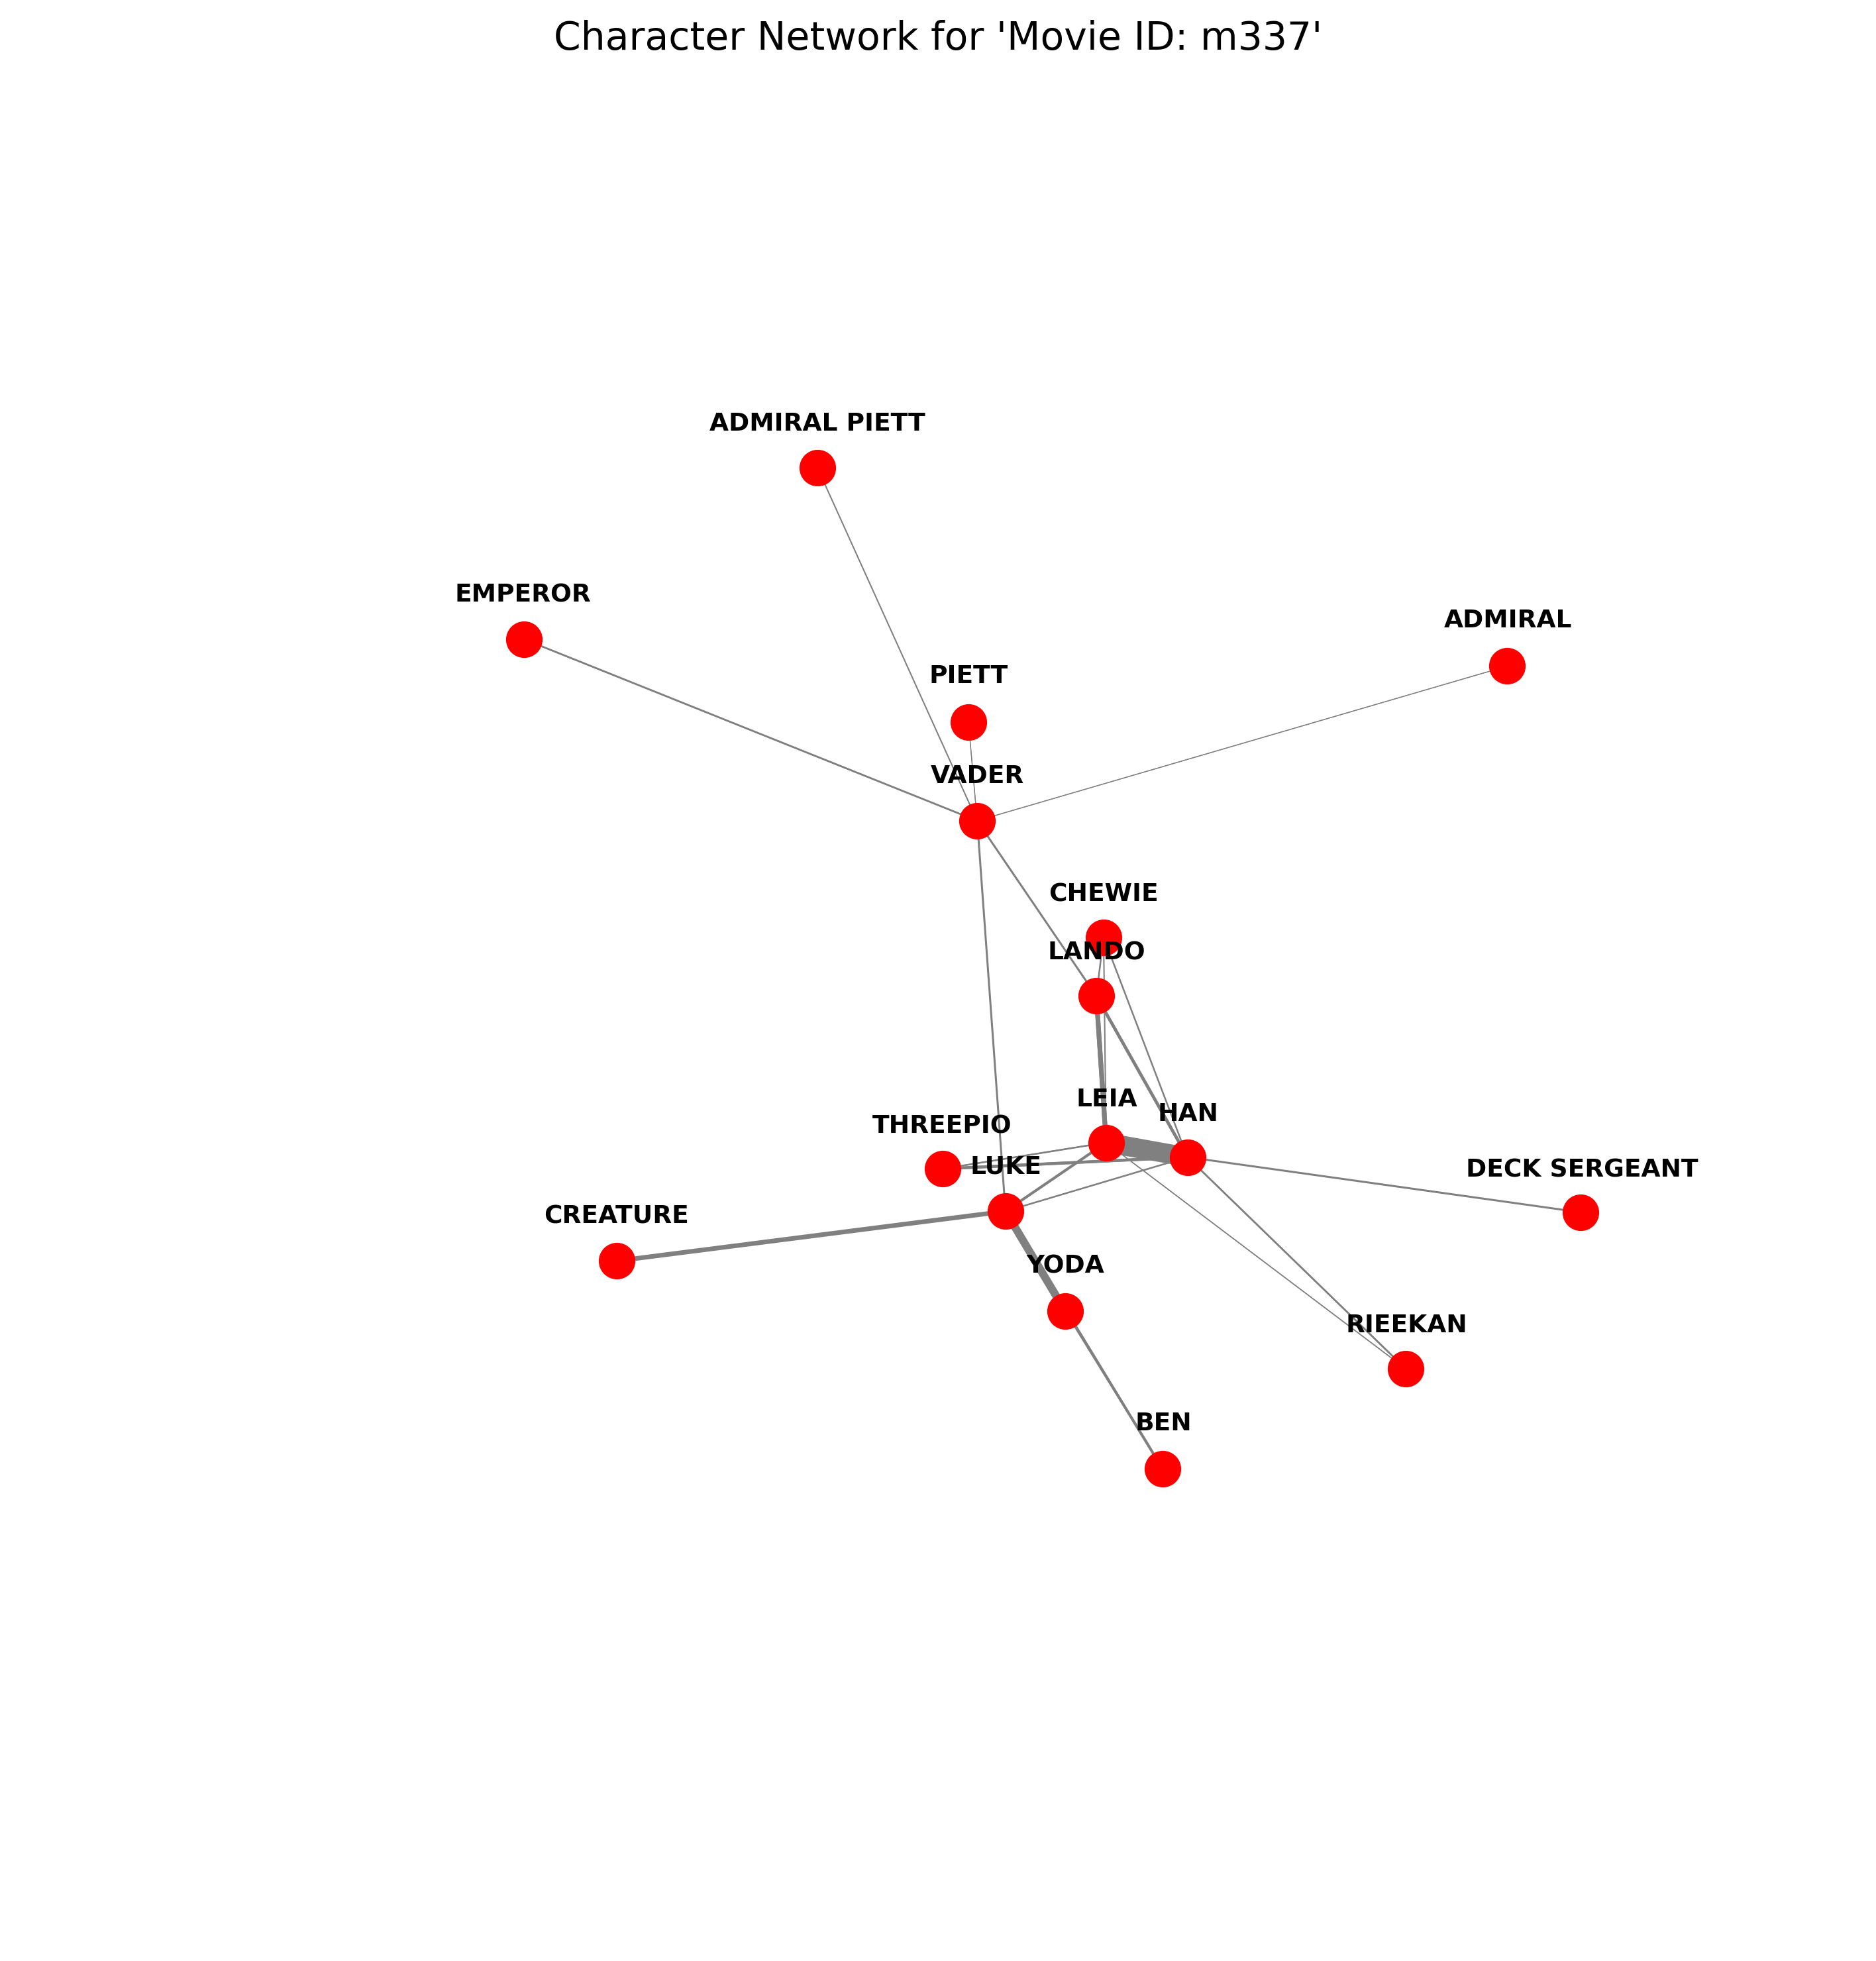 Character Network for 'Movie ID: m337'
ADMIRAL PIETT
EMPEROR
ADMIRAL
PIETT
VADER
CHEWIE
LANDO
LEIA
HAN
THREEPIO
LUKE
DECK SERGEANT
CREATURE
YODA
RIEEKAN
BEN